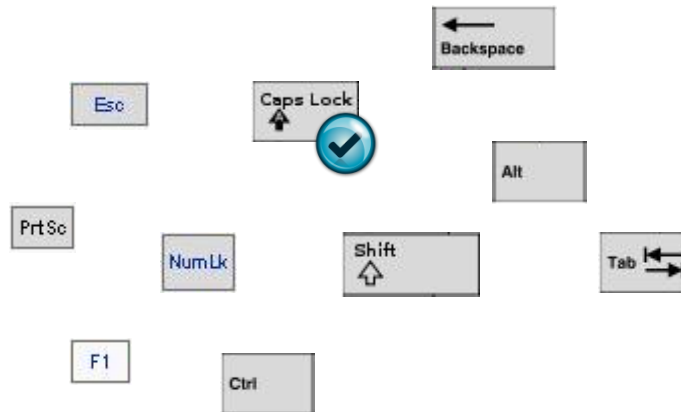 Backspace
Esc
Caps Lock
Alt
PrtSc
NumLk
Shift
Tab
F1
Ctrl